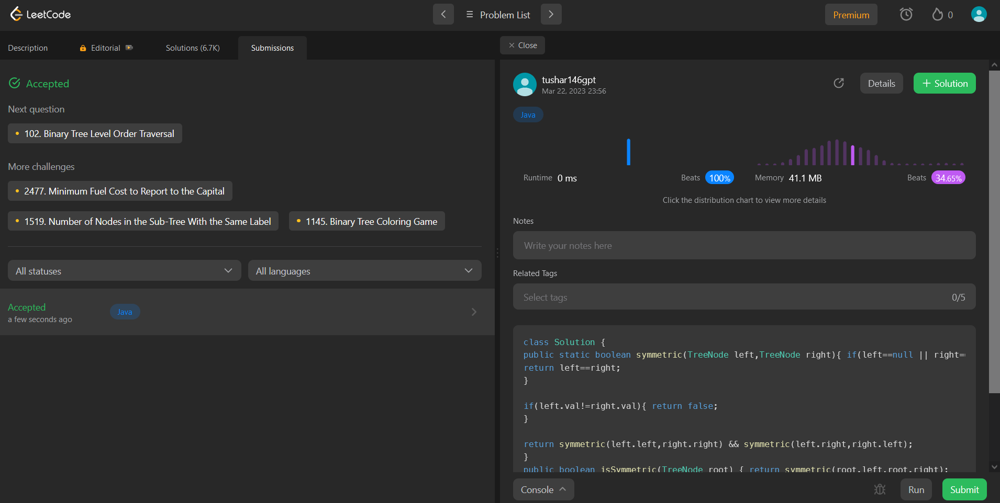 LeetCode
Problem List
Premium
0
Description
Editorial
Solutions (6.7K)
Submissions
Close
Accepted
Next question
102. Binary Tree Level Order Traversal
More challenges
2477. Minimum Fuel Cost to Report to the Capital
1519. Number of Nodes in the Sub-Tree With the Same Label
1145. Binary Tree Coloring Game
All statuses
All languages
Accepted
a few seconds ago
Java
tushar146gpt
Mar 22, 2023 23:56
Details
+ Solution
Java
Runtime 0 ms
Beats 100%
Memory 41.1 MB
Beats 34.65%
Click the distribution chart to view more details
Notes
Write your notes here
Related Tags
Select tags
0/5
class Solution {
public static boolean symmetric(TreeNode left,TreeNode right){ if(left==null || right==
return left==right;
}
if(left.val!=right.val){ return false;
}
return symmetric(left.left,right.right) && symmetric(left.right,right.left);
}
public boolean isSymmetric(TreeNode root) { return symmetric(root.left,root.right);
Console
Run
Submit